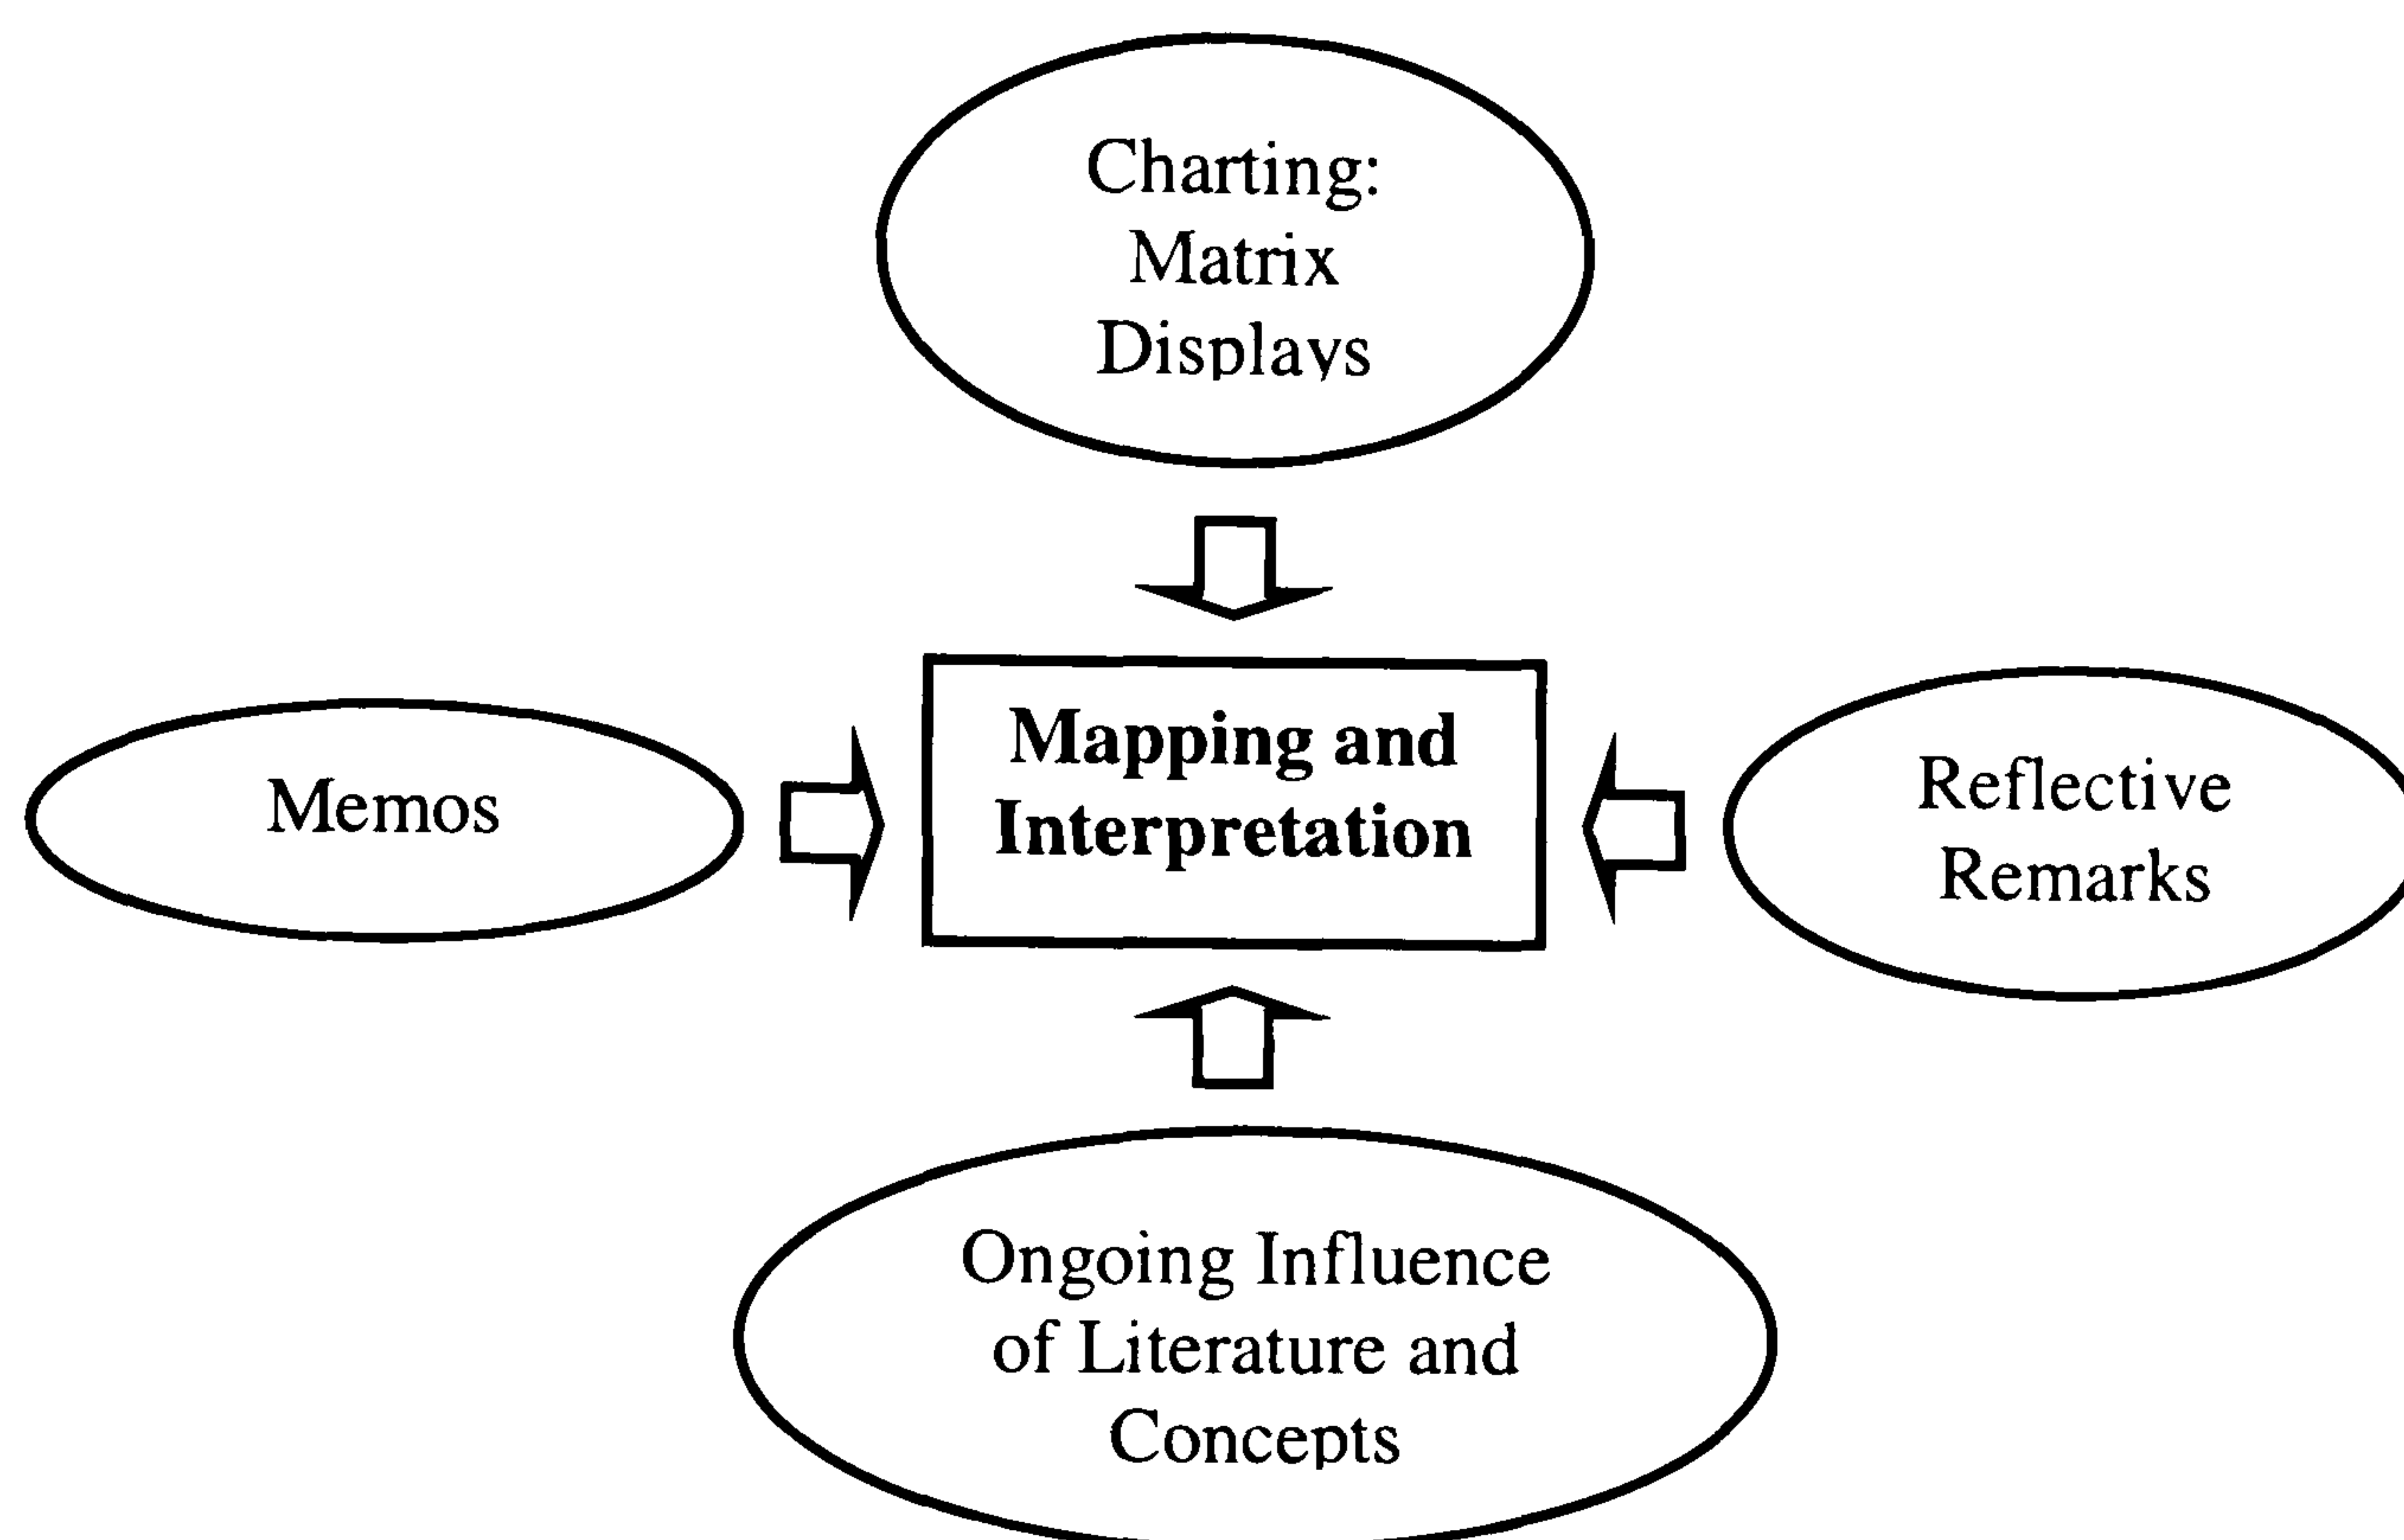 Charting:
Matrix
Displays
Mapping and
Interpretation
Memos
Reflective
Remarks
Ongoing Influence
of Literature and
Concepts